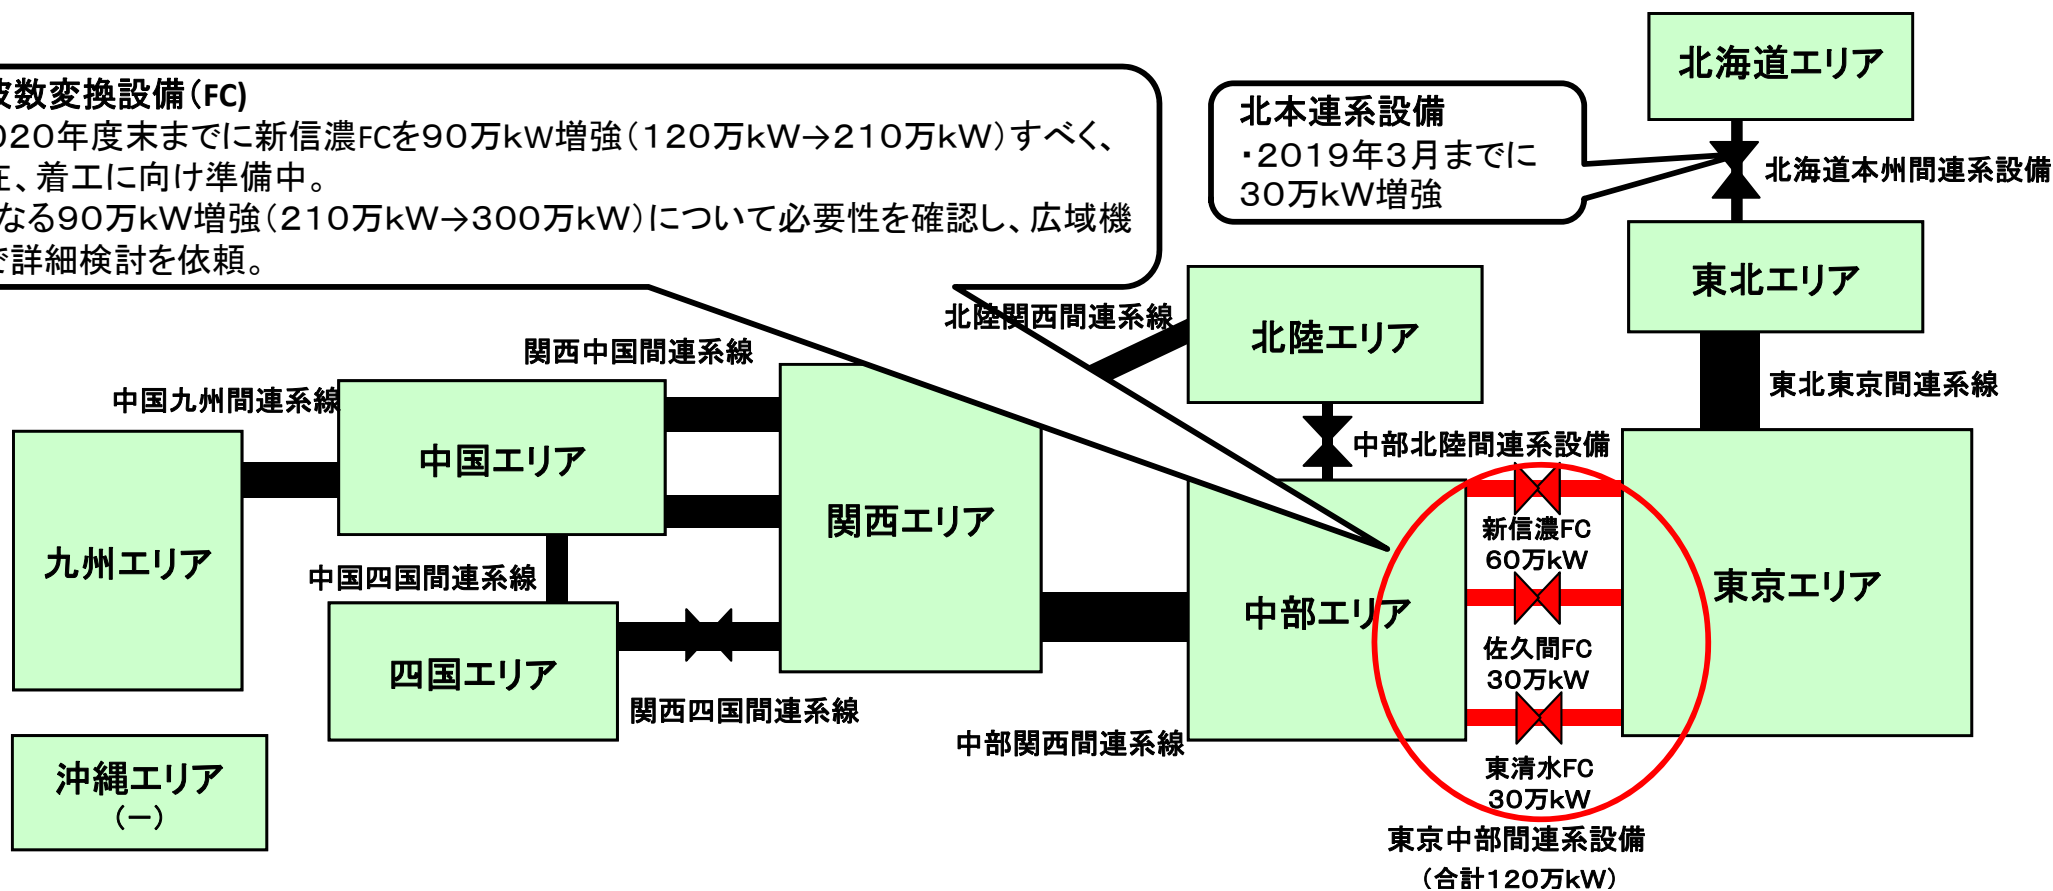 波数変換設備(FC)
020年度末までに新信濃FCを90万kW増強(120万kW→210万kW)すべく、
在、着工に向け準備中。
なる90万kW増強(210万kW→300万kW)について必要性を確認し、広域機
で詳細検討を依頼。
北本連系設備
・2019年3月までに
30万kW増強
北海道エリア
北海道本州間連系設備
東北エリア
東北東京間連系線
北陸関西間連系線
北陸エリア
関西中国間連系線
中国九州間連系線
中部北陸間連系設備
中国エリア
関西エリア
九州エリア
中国四国間連系線
四国エリア
関西四国間連系線
中部エリア
中部関西間連系線
新信濃FC
60万kW
佐久間FC
30万kW
東清水FC
30万kW
東京エリア
東京中部間連系設備
(合計120万kW)
沖縄エリア
(-)